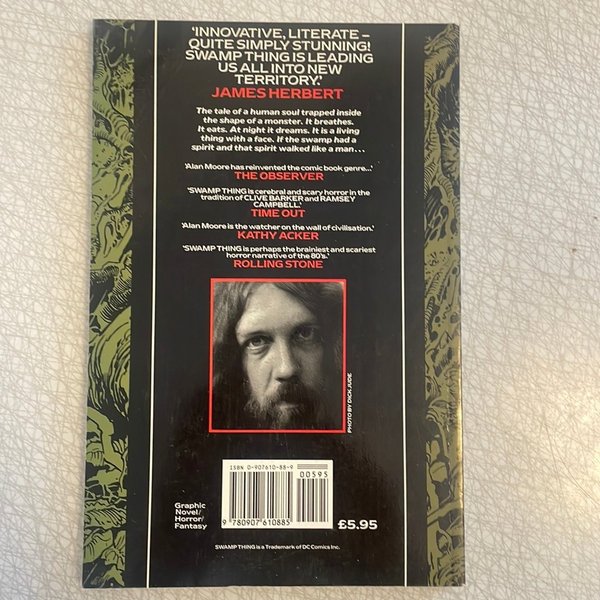 ‘INNOVATIVE, LITERATE –
QUITE SIMPLY STUNNING!
SWAMP THING IS LEADING
US ALL INTO NEW
TERRITORY.’
JAMES HERBERT
The tale of a human soul trapped inside
the shape of a monster. It breathes.
It eats. At night it dreams. It is a living
thing with a face. If the swamp had a
spirit and that spirit walked like a man . . .
‘Alan Moore has reinvented the comic book genre...’
THE OBSERVER
‘SWAMP THING is cerebral and scary horror in the
tradition of CLIVE BARKER and RAMSEY
CAMPBELL.’
TIME OUT
‘Alan Moore is the watcher on the wall of civilisation.’
KATHY ACKER
‘SWAMP THING is perhaps the brainiest and scariest
horror narrative of the 80’s.’
ROLLING STONE
PHOTO BY DICK JUDE
ISBN 0-907610-88-9
00595
9 780907 610885
Graphic
Novel/
Horror/
Fantasy
£5.95
SWAMP THING is a Trademark of DC Comics Inc.